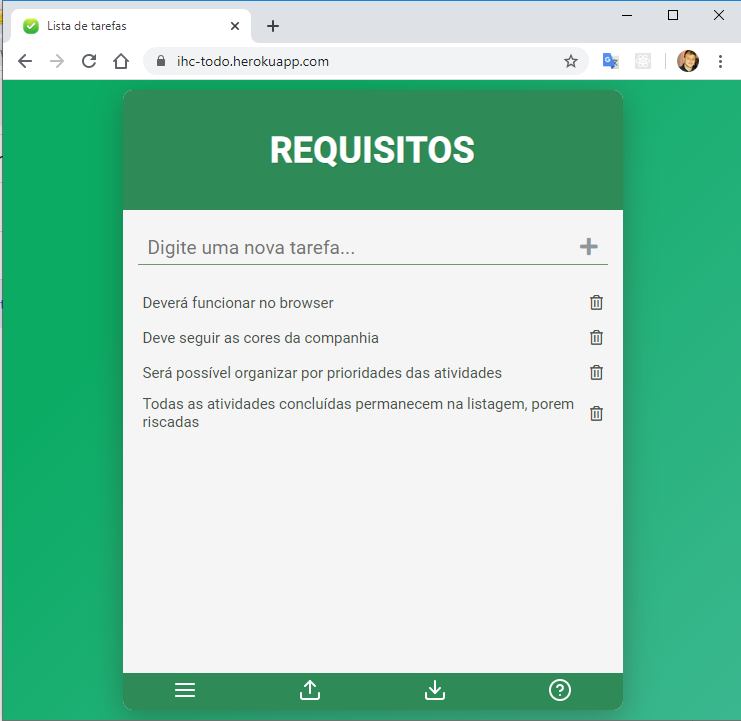 Lista de tarefas
ihc-todo.herokuapp.com
REQUISITOS
Digite uma nova tarefa...
Deverá funcionar no browser
Deve seguir as cores da companhia
Será possível organizar por prioridades das atividades
Todas as atividades concluídas permanecem na listagem, porem
riscadas